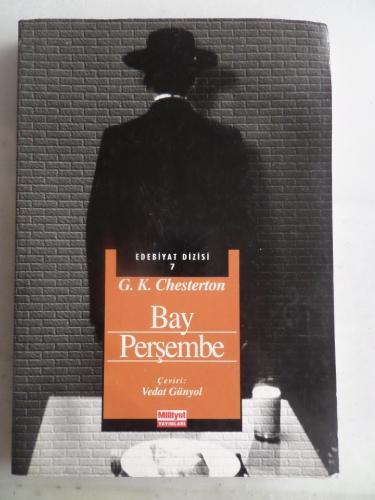 EDEBİYAT DİZİSİ
7
G. K. Chesterton
Bay
Perşembe
Çeviri:
Vedat Günyol
Milliyet
YAYINLARI